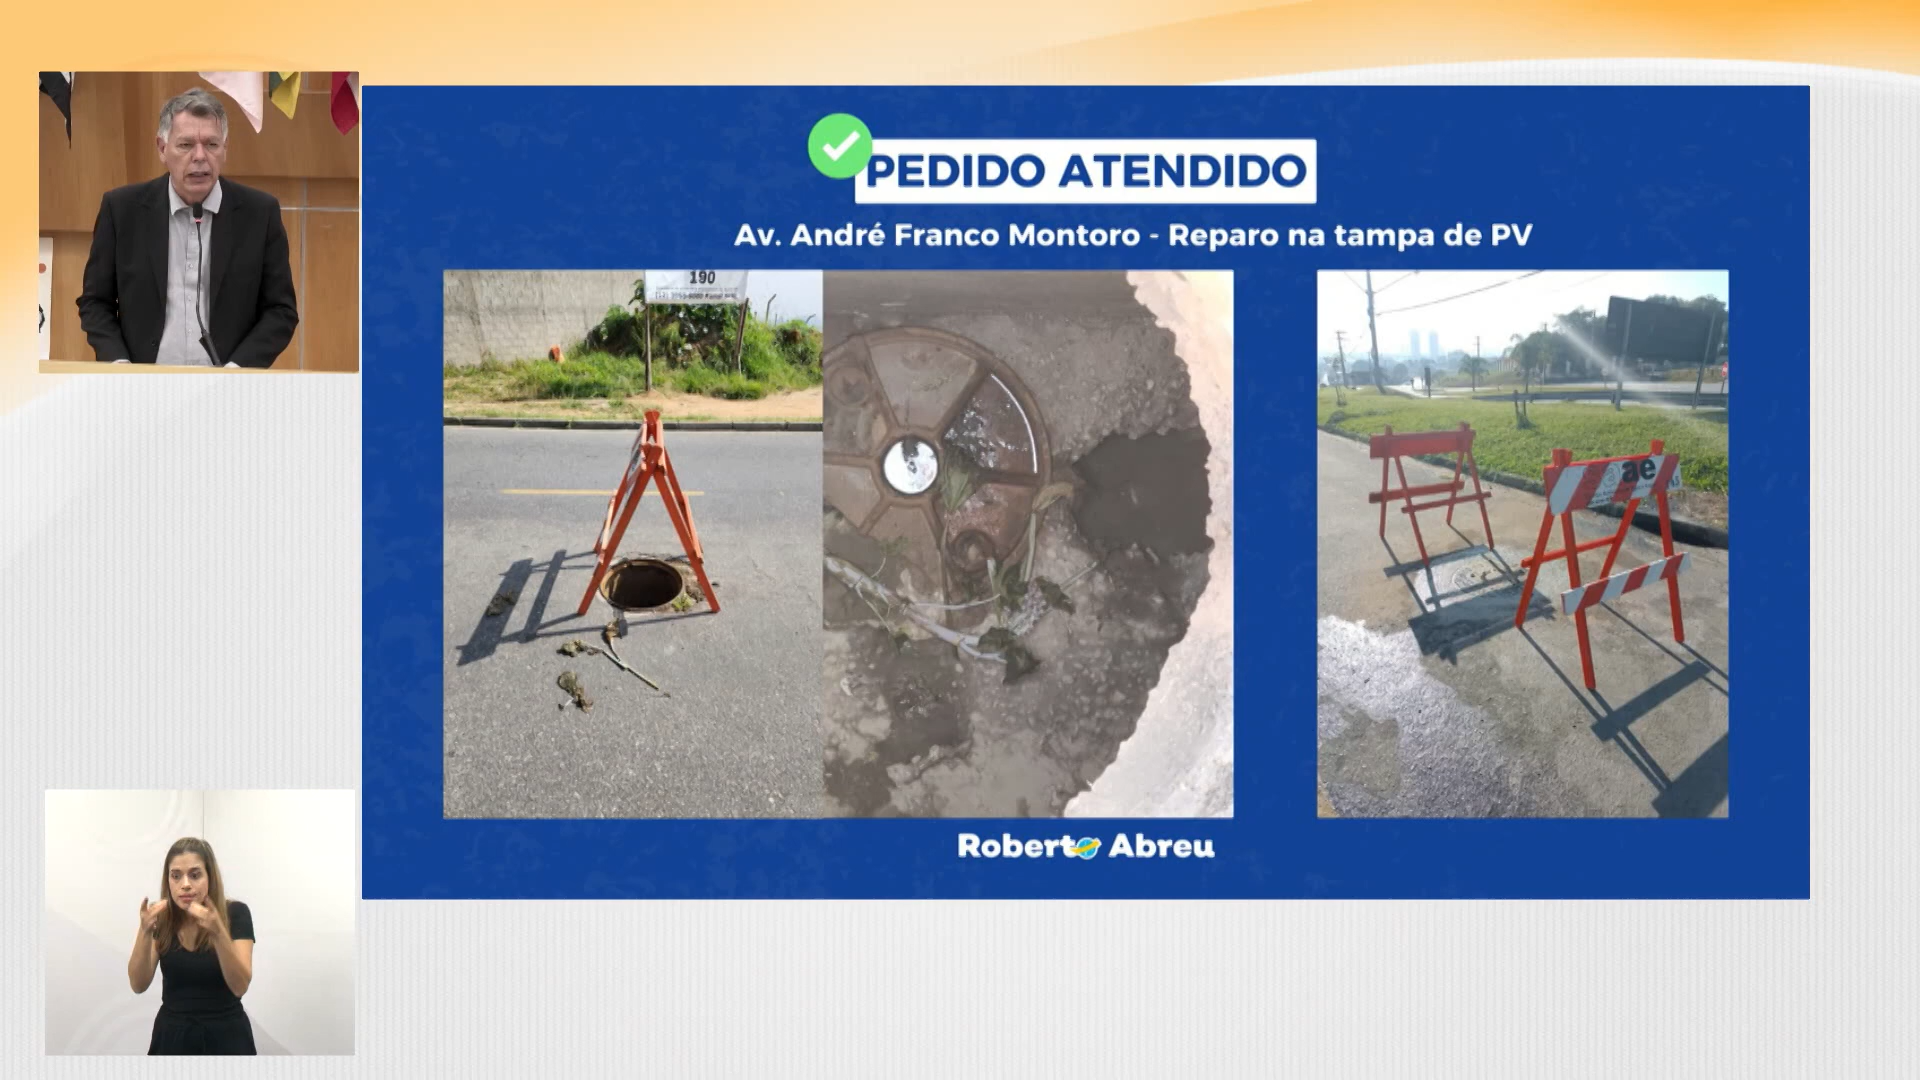 PEDIDO ATENDIDO
Av. André Franco Montoro - Reparo na tampa de PV
190
ae
Roberto Abreu